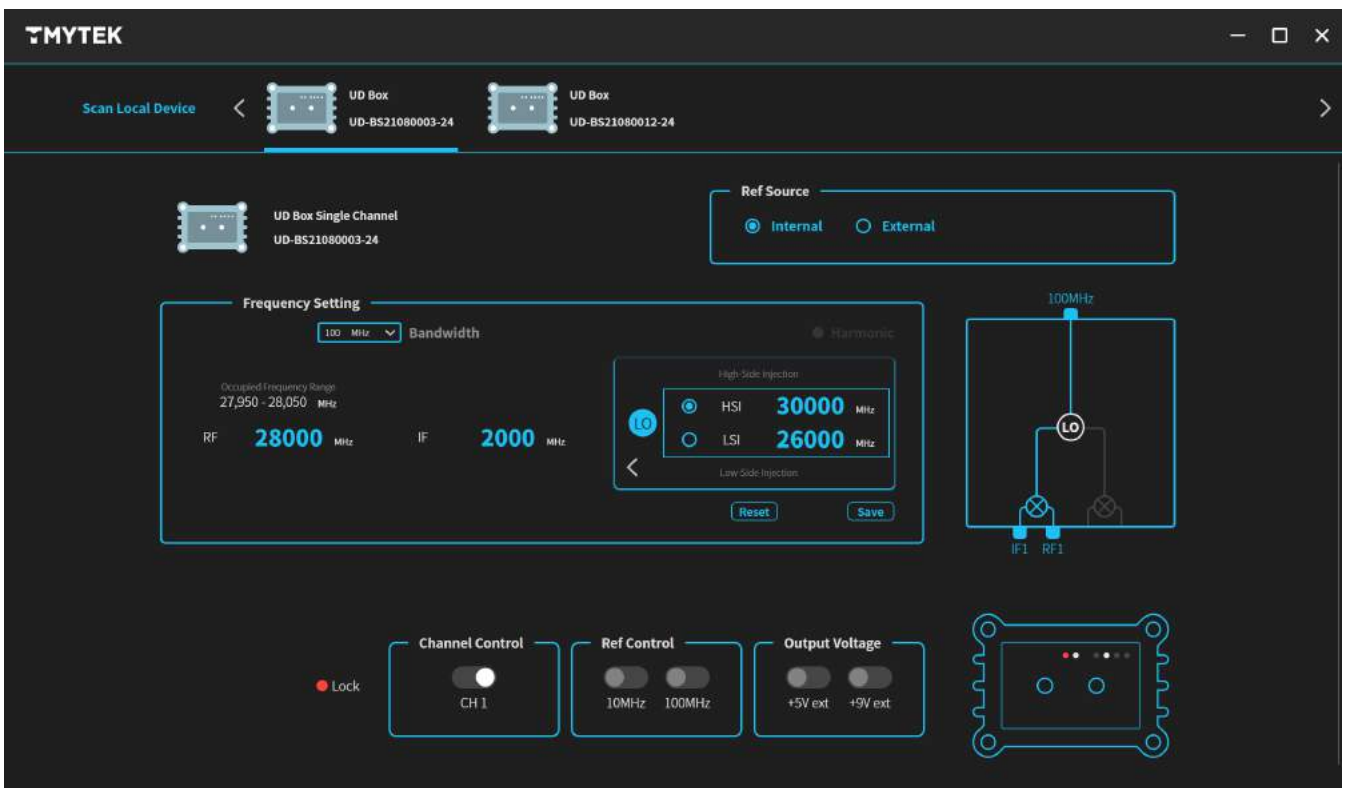 TMYTEK
Scan Local Device
UD Box
UD-BS21080003-24
UD Box
UD-BS21080012-24
UD Box Single Channel
UD-BS21080003-24
Ref Source
Internal External
Frequency Setting
100 MHz Bandwidth
Harmonic
Occupied Frequency Range
27,950 - 28,050 MHz
RF 28000 MHz IF 2000 MHz
High-Side Injection
LO
HSI 30000 MHz
LSI 26000 MHz
Low-Side-Injection
Reset Save
100MHz
LO
IF1 RF1
Lock
Channel Control
CH 1
Ref Control
10MHz 100MHz
Output Voltage
+5V ext +9V ext